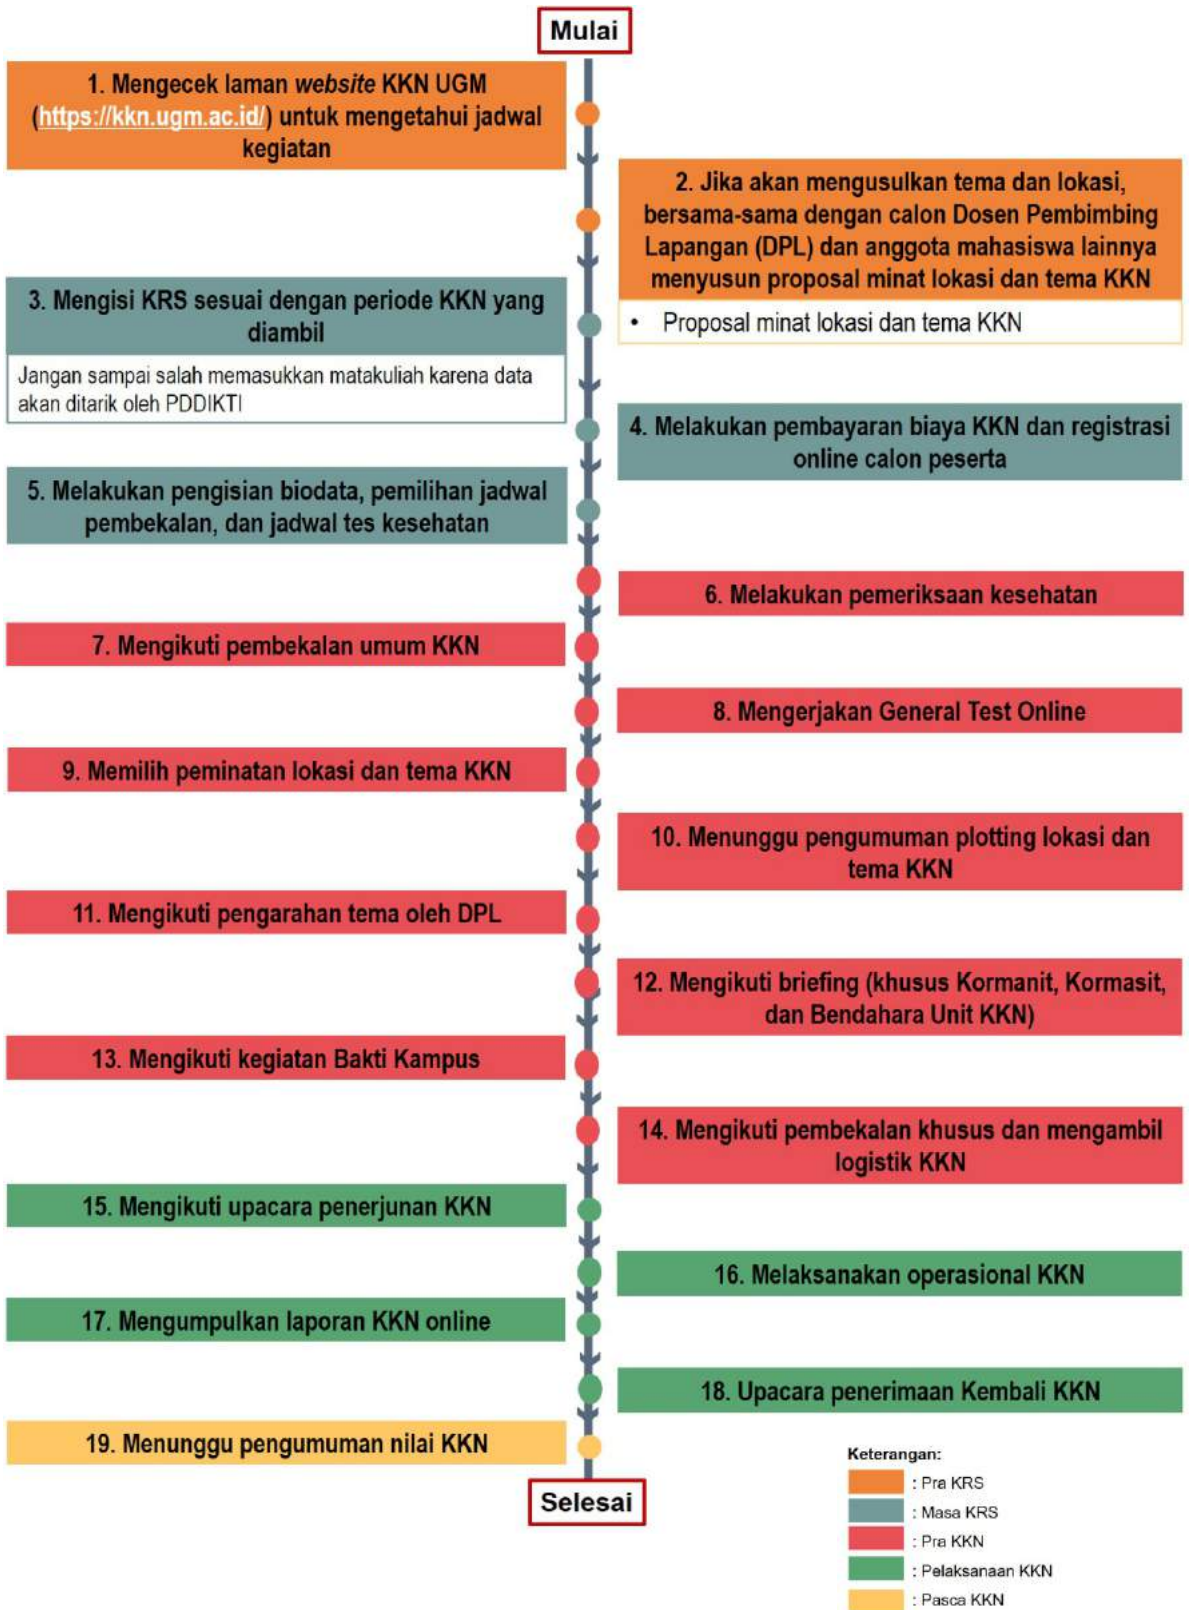 Mulai
1. Mengecek laman website KKN UGM
(https://kkn.ugm.ac.id/) untuk mengetahui jadwal
kegiatan
2. Jika akan mengusulkan tema dan lokasi,
bersama-sama dengan calon Dosen Pembimbing
Lapangan (DPL) dan anggota mahasiswa lainnya
menyusun proposal minat lokasi dan tema KKN
• Proposal minat lokasi dan tema KKN
3. Mengisi KRS sesuai dengan periode KKN yang
diambil
Jangan sampai salah memasukkan matakuliah karena data
akan ditarik oleh PDDIKTI
4. Melakukan pembayaran biaya KKN dan registrasi
online calon peserta
5. Melakukan pengisian biodata, pemilihan jadwal
pembekalan, dan jadwal tes kesehatan
6. Melakukan pemeriksaan kesehatan
7. Mengikuti pembekalan umum KKN
8. Mengerjakan General Test Online
9. Memilih peminatan lokasi dan tema KKN
10. Menunggu pengumuman plotting lokasi dan
tema KKN
11. Mengikuti pengarahan tema oleh DPL
12. Mengikuti briefing (khusus Kormanit, Kormasit,
dan Bendahara Unit KKN)
13. Mengikuti kegiatan Bakti Kampus
14. Mengikuti pembekalan khusus dan mengambil
logistik KKN
15. Mengikuti upacara penerjunan KKN
16. Melaksanakan operasional KKN
17. Mengumpulkan laporan KKN online
18. Upacara penerimaan Kembali KKN
19. Menunggu pengumuman nilai KKN
Selesai
Keterangan:
: Pra KRS
: Masa KRS
: Pra KKN
: Pelaksanaan KKN
: Pasca KKN